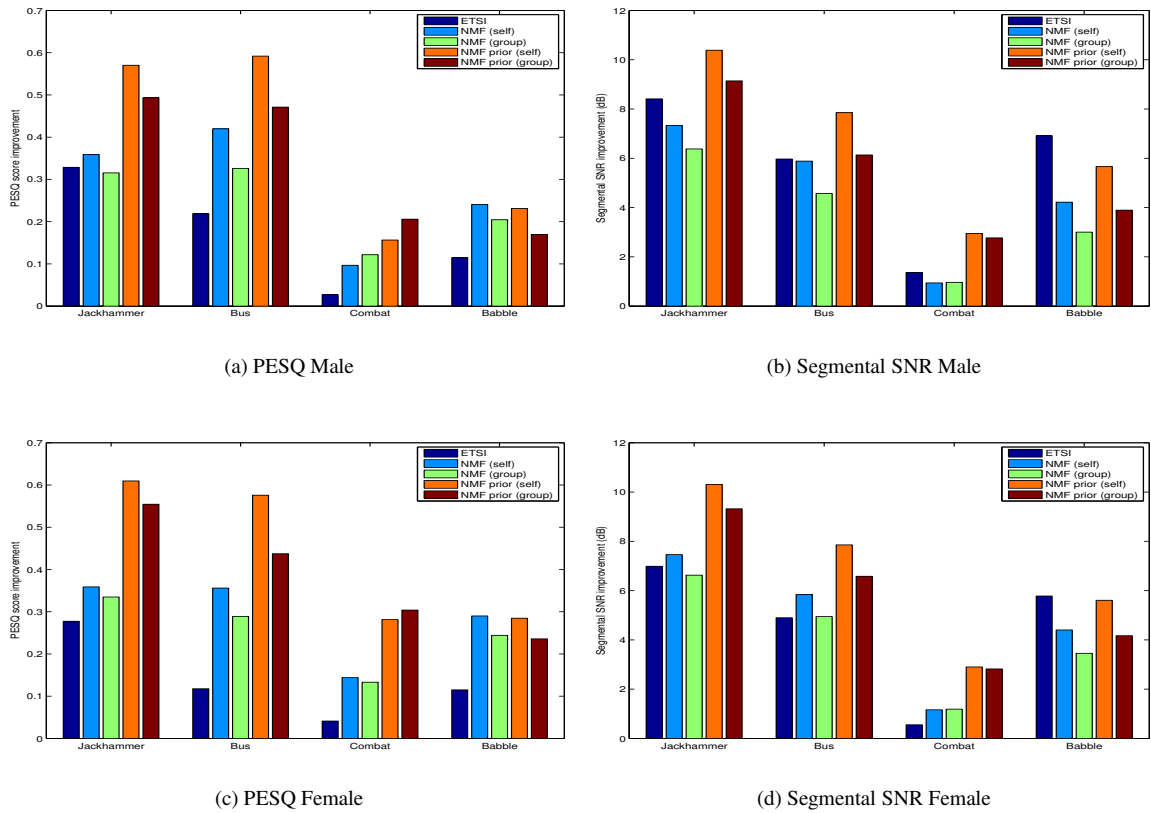 PESQ score improvement
0.7
0.6
0.5
0.4
0.3
0.2
0.1
0
ETSI
NMF (self)
NMF (group)
NMF prior (self)
NMF prior (group)
Jackhammer
Bus
Combat
Babble
(a) PESQ Male
Segmental SNR improvement (dB)
12
10
8
6
4
2
0
ETSI
NMF (self)
NMF (group)
NMF prior (self)
NMF prior (group)
Jackhammer
Bus
Combat
Babble
(b) Segmental SNR Male
PESQ score improvement
0.7
0.6
0.5
0.4
0.3
0.2
0.1
0
ETSI
NMF (self)
NMF (group)
NMF prior (self)
NMF prior (group)
Jackhammer
Bus
Combat
Babble
(c) PESQ Female
Segmental SNR improvement (dB)
12
10
8
6
4
2
0
ETSI
NMF (self)
NMF (group)
NMF prior (self)
NMF prior (group)
Jackhammer
Bus
Combat
Babble
(d) Segmental SNR Female